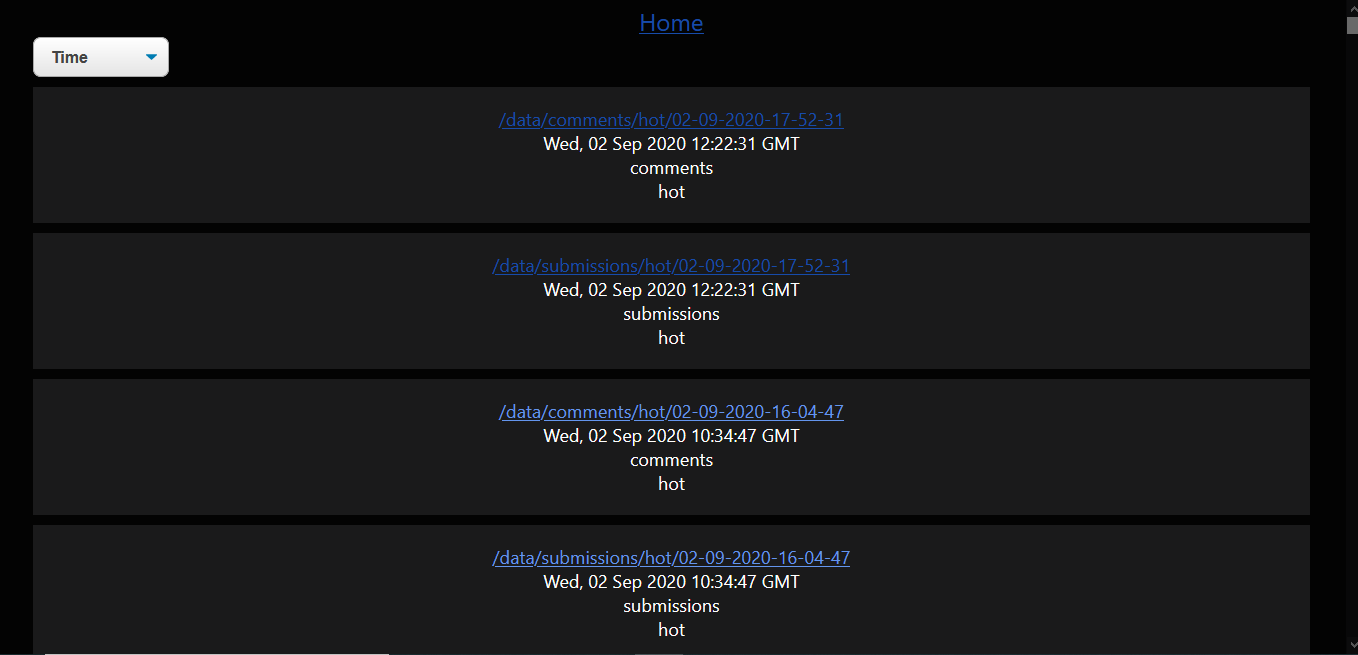 Home
Time
/data/comments/hot/02-09-2020-17-52-31
Wed, 02 Sep 2020 12:22:31 GMT
comments
hot
/data/submissions/hot/02-09-2020-17-52-31
Wed, 02 Sep 2020 12:22:31 GMT
submissions
hot
/data/comments/hot/02-09-2020-16-04-47
Wed, 02 Sep 2020 10:34:47 GMT
comments
hot
/data/submissions/hot/02-09-2020-16-04-47
Wed, 02 Sep 2020 10:34:47 GMT
submissions
hot